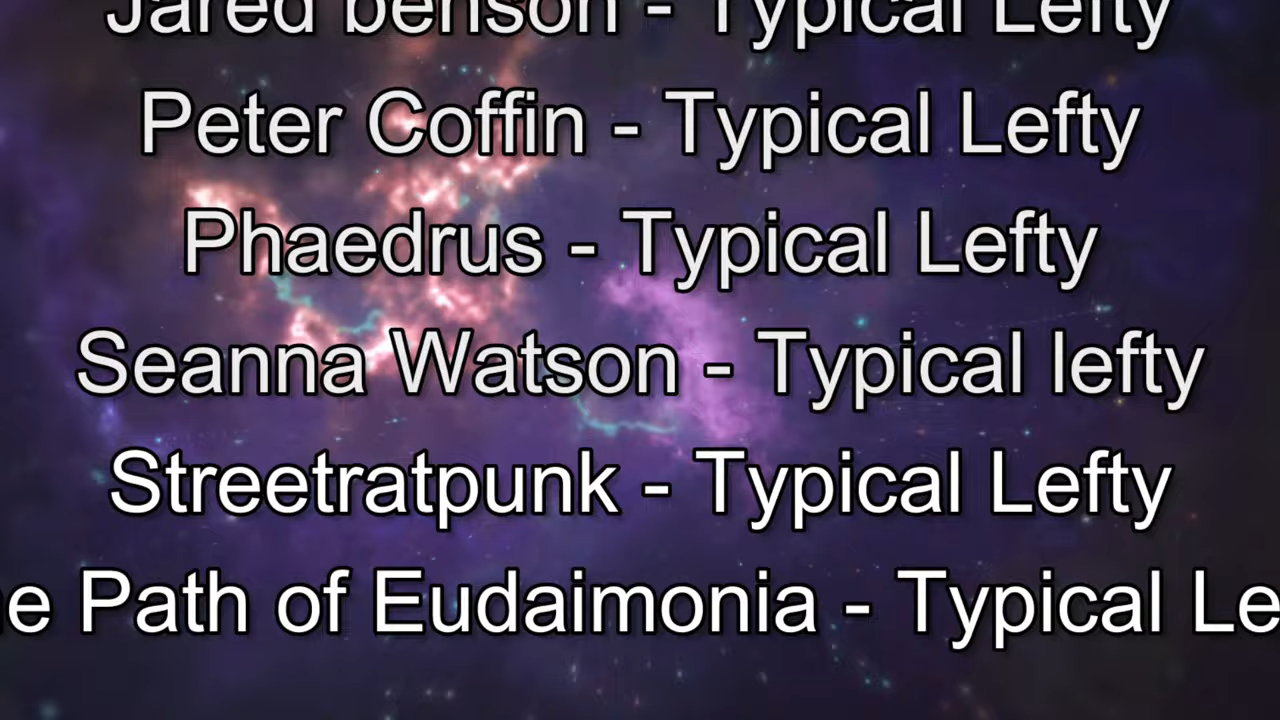 Jared benson - Typical Lefty
Peter Coffin - Typical Lefty
Phaedrus - Typical Lefty
Seanna Watson - Typical lefty
Streetratpunk - Typical Lefty
e Path of Eudaimonia - Typical Le